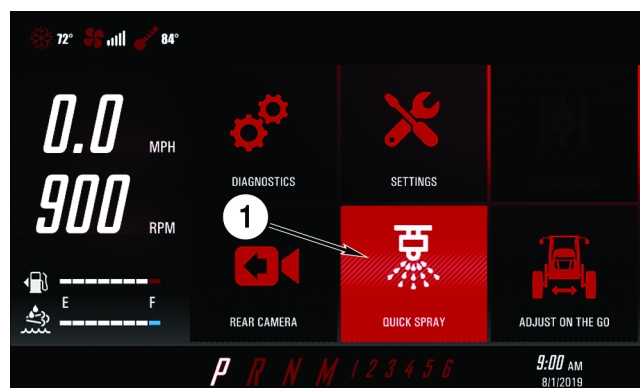 72° 84°
0.0 MPH
900 RPM
E F
DIAGNOSTICS
SETTINGS
1
REAR CAMERA
QUICK SPRAY
ADJUST ON THE GO
P R N M 1 2 3 4 5 6
9:00 AM
8/1/2019